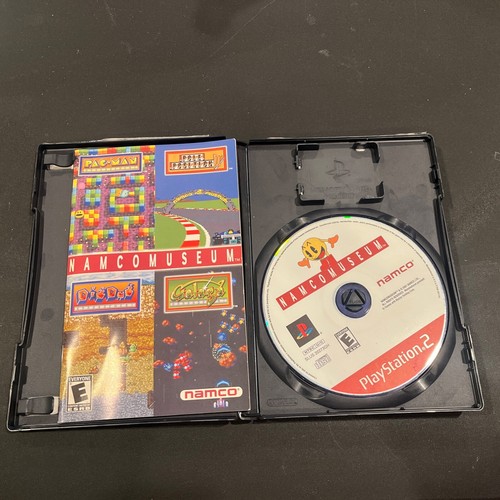 PAC-MAN
POLE
POSITION
NAMCOMUSEUM
DIG DUG
GALAGA
E
namco
NAMCOMUSEUM
namco
E
PlayStation 2